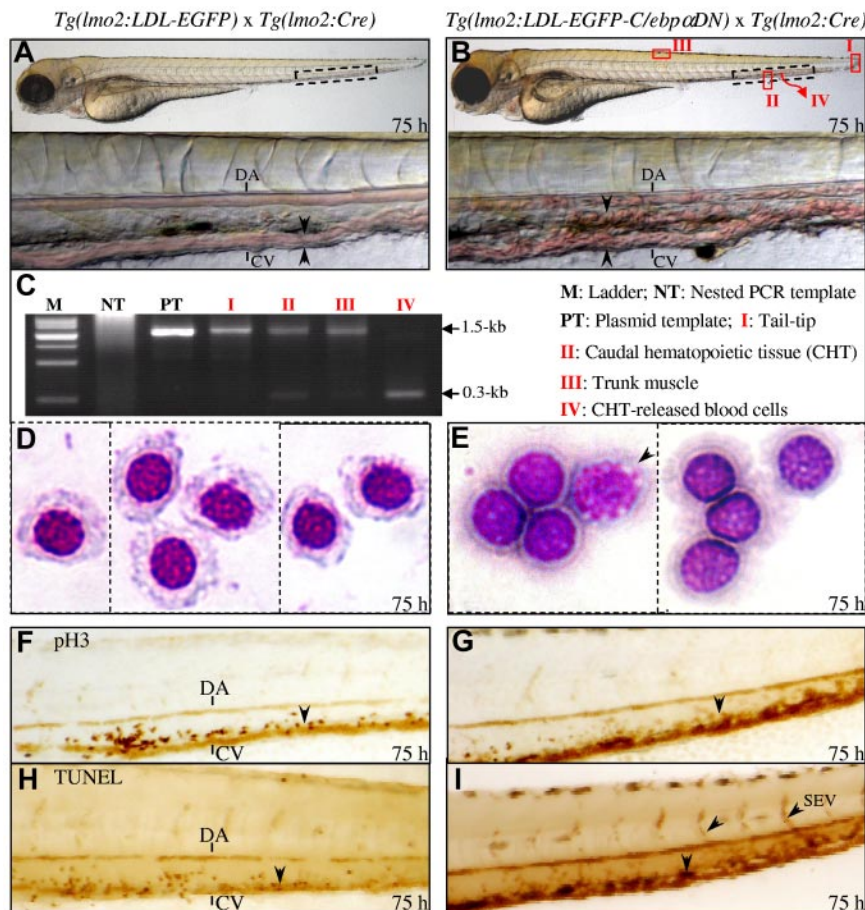 Tg(lmo2:LDL-EGFP) x Tg(lmo2:Cre) Tg(lmo2:LDL-EGFP-C/ebpαDN) x Tg(lmo2:Cre)
A
75 h
DA
CV
B III I
II IV
75 h
DA
CV
C
M NT PT I II III IV
1.5-kb
0.3-kb
M: Ladder; NT: Nested PCR template
PT: Plasmid template; I: Tail-tip
II: Caudal hematopoietic tissue (CHT)
III: Trunk muscle
IV: CHT-released blood cells
D
75 h
E
75 h
F
pH3
DA
CV
75 h
G
75 h
H
TUNEL
DA
CV
75 h
I
SEV
75 h